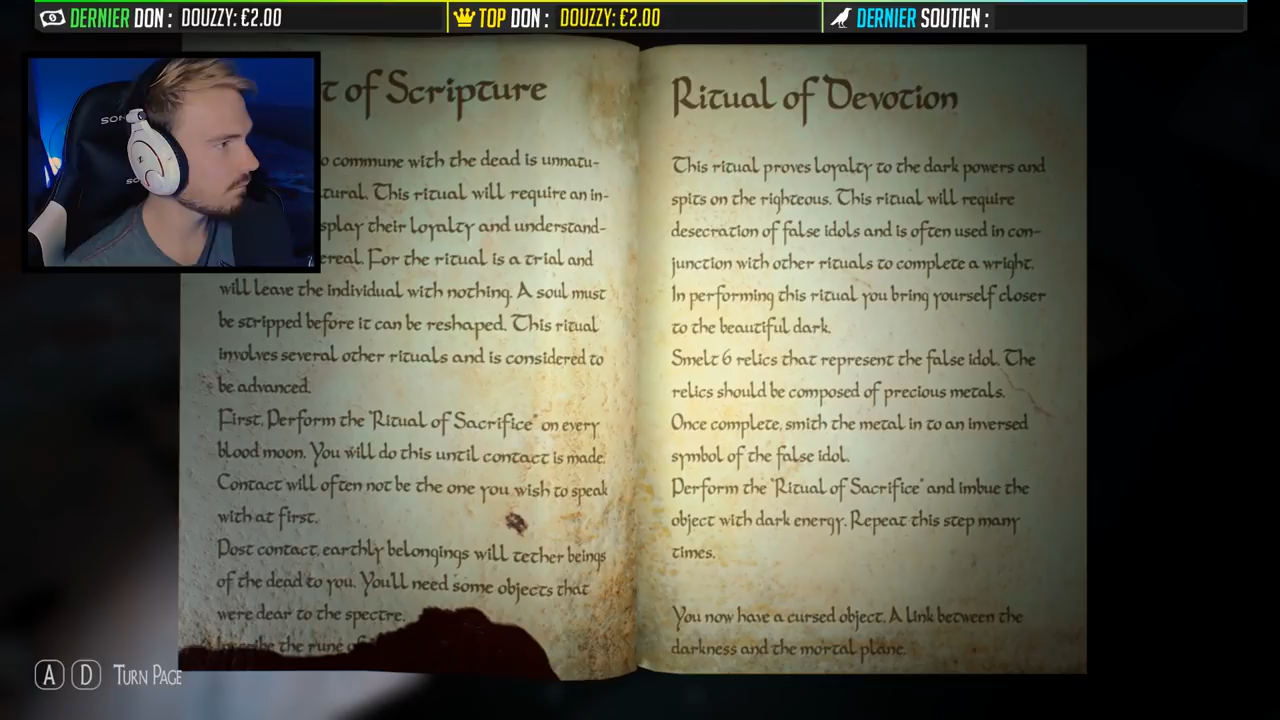 DERNIER DON : DOUZZY: €2.00
TOP DON : DOUZZY: €2.00
DERNIER SOUTIEN :
of Scripture
commune with the dead is unnatu-
This ritual will require an in-
their loyalty and understand-
For the ritual is a trial and
will leave the individual with nothing. A soul must
be stripped before it can be reshaped. This ritual
involves several other rituals and is considered to
be advanced.
First, Perform the "Ritual of Sacrifice" on every
blood moon. You will do this until contact is made.
Contact will often not be the one you wish to speak
with at first.
Post contact, earthly belongings will tether beings
of the dead to you. You'll need some objects that
were dear to the spectre.
the rune
Ritual of Devotion
This ritual proves loyalty to the dark powers and
spits on the righteous. This ritual will require
desecration of false idols and is often used in con-
junction with other rituals to complete a wright.
In performing this ritual you bring yourself closer
to the beautiful dark.
Smelt 6 relics that represent the false idol. The
relics should be composed of precious metals.
Once complete, smith the metal in to an inversed
symbol of the false idol.
Perform the "Ritual of Sacrifice" and imbue the
object with dark energy. Repeat this step many
times.
You now have a cursed object. A link between the
darkness and the mortal plane.
A D TURN PAGE